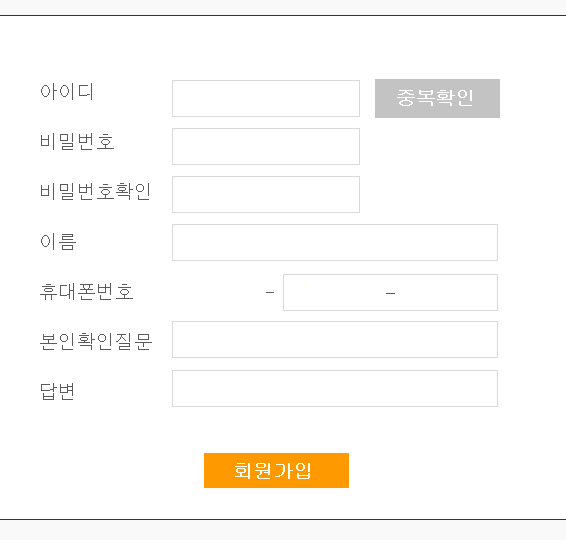 아이디 중복확인
비밀번호
비밀번호확인
이름
휴대폰번호 - -
본인확인질문
답변
회원가입